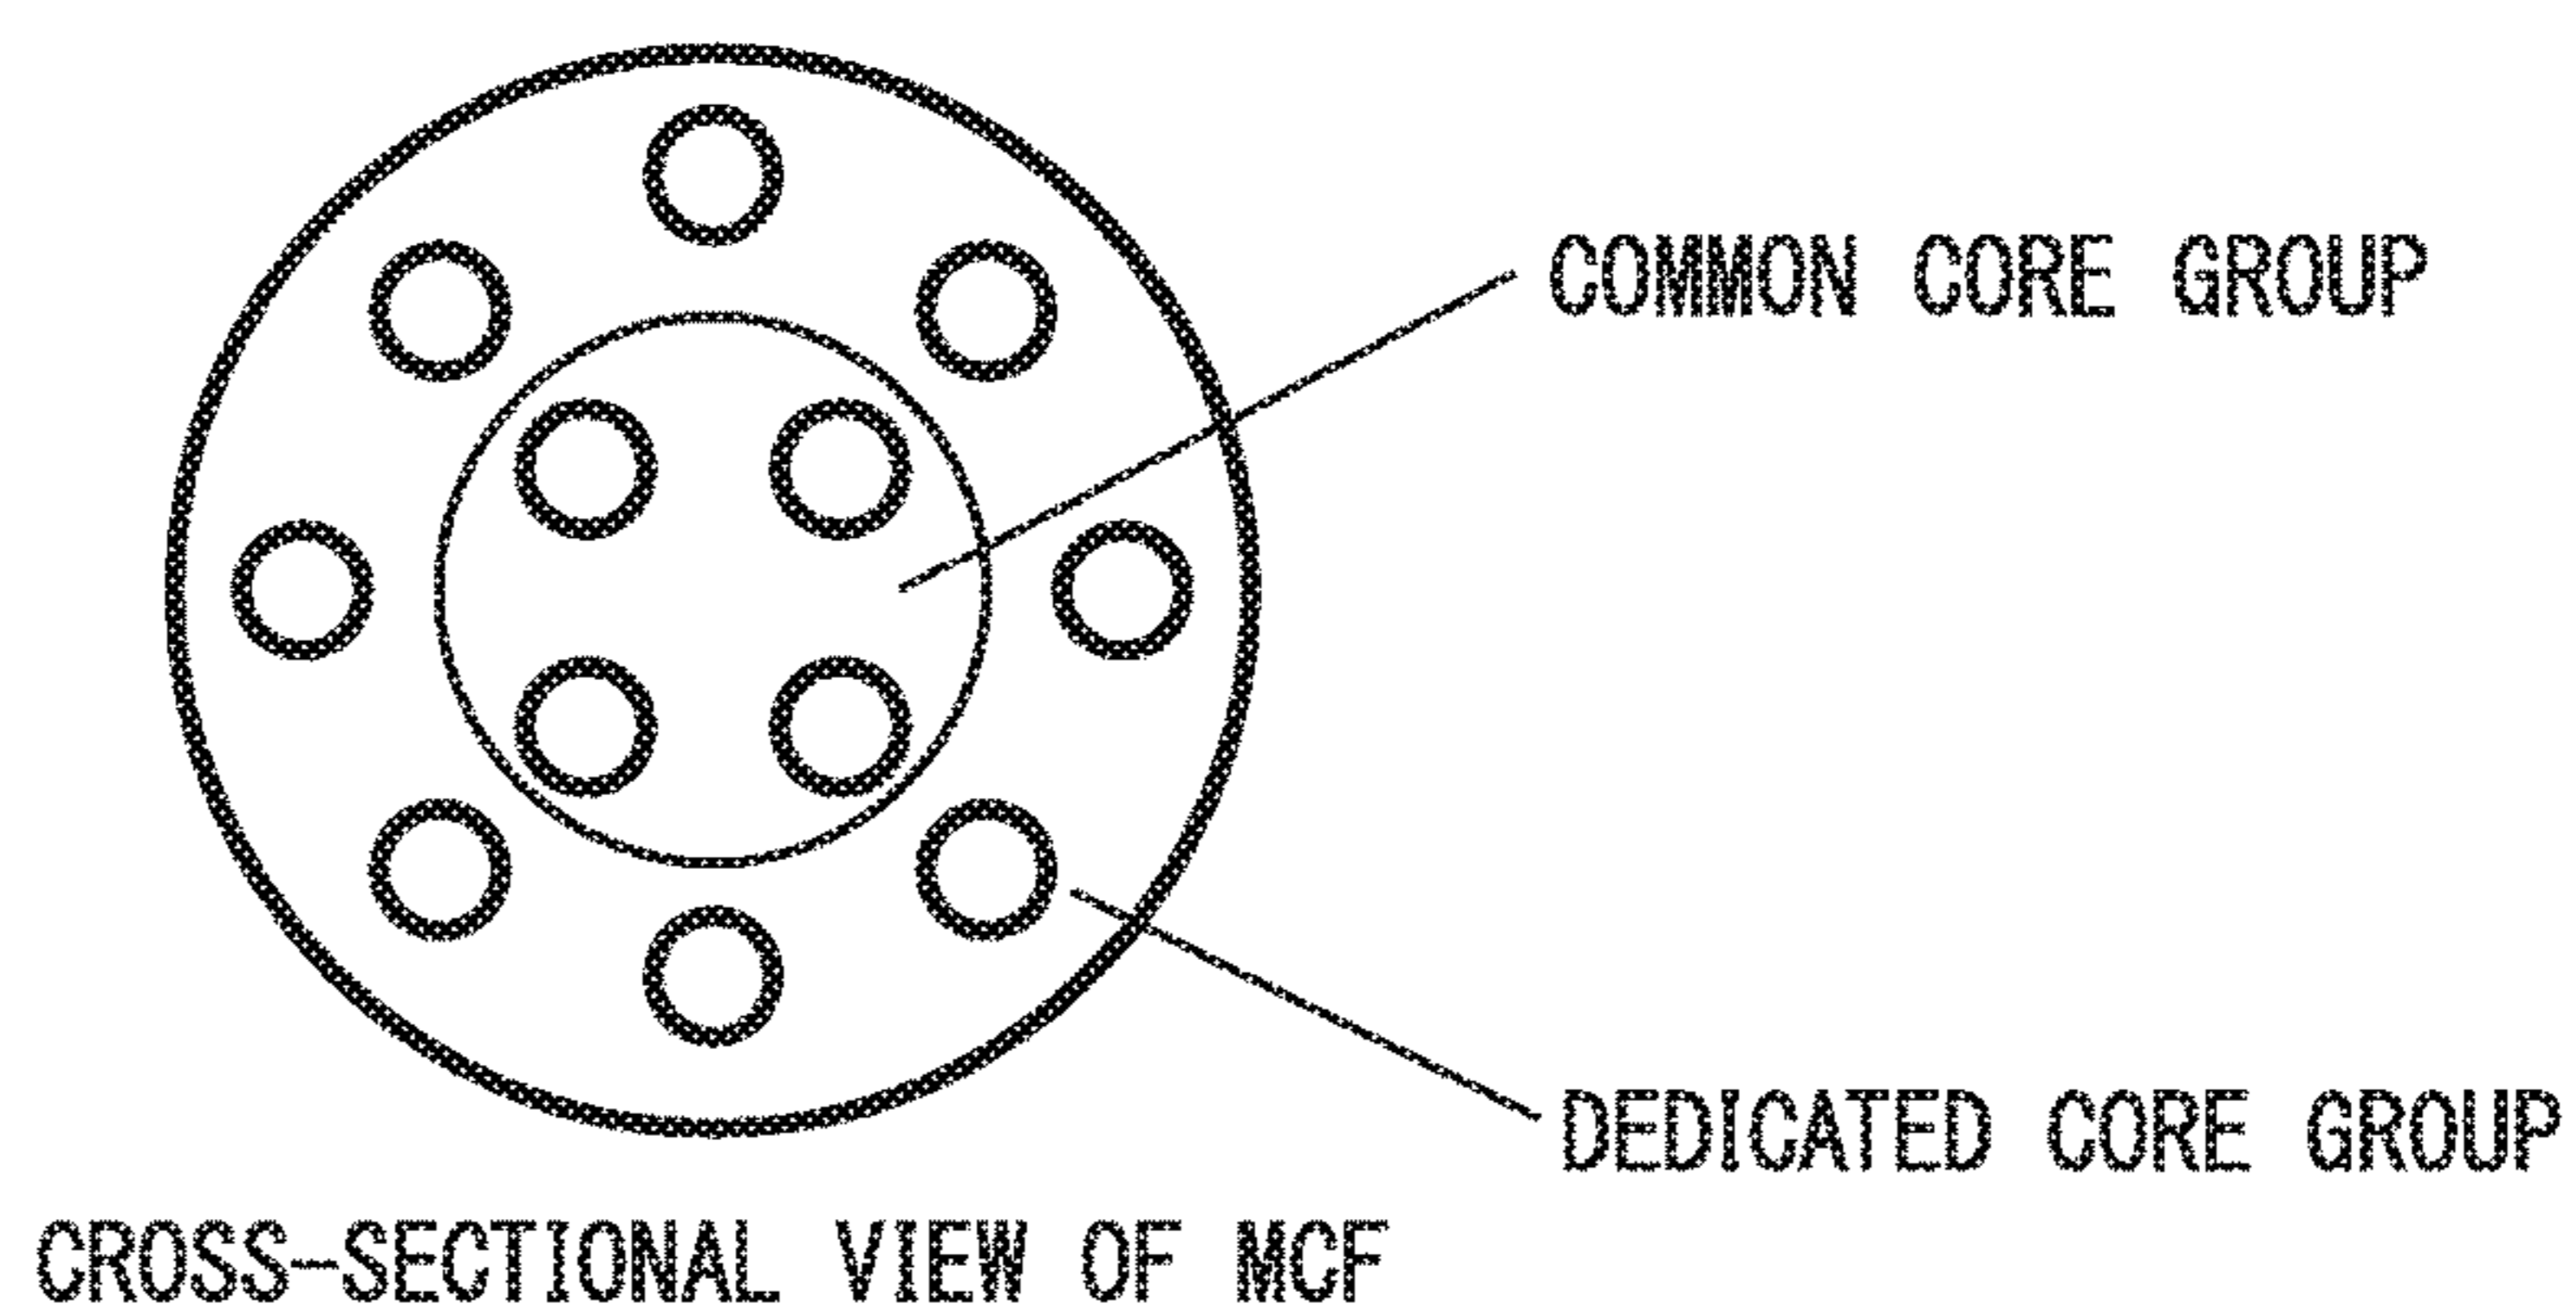 COMMON CORE GROUP
DEDICATED CORE GROUP
CROSS-SECTIONAL VIEW OF MCF